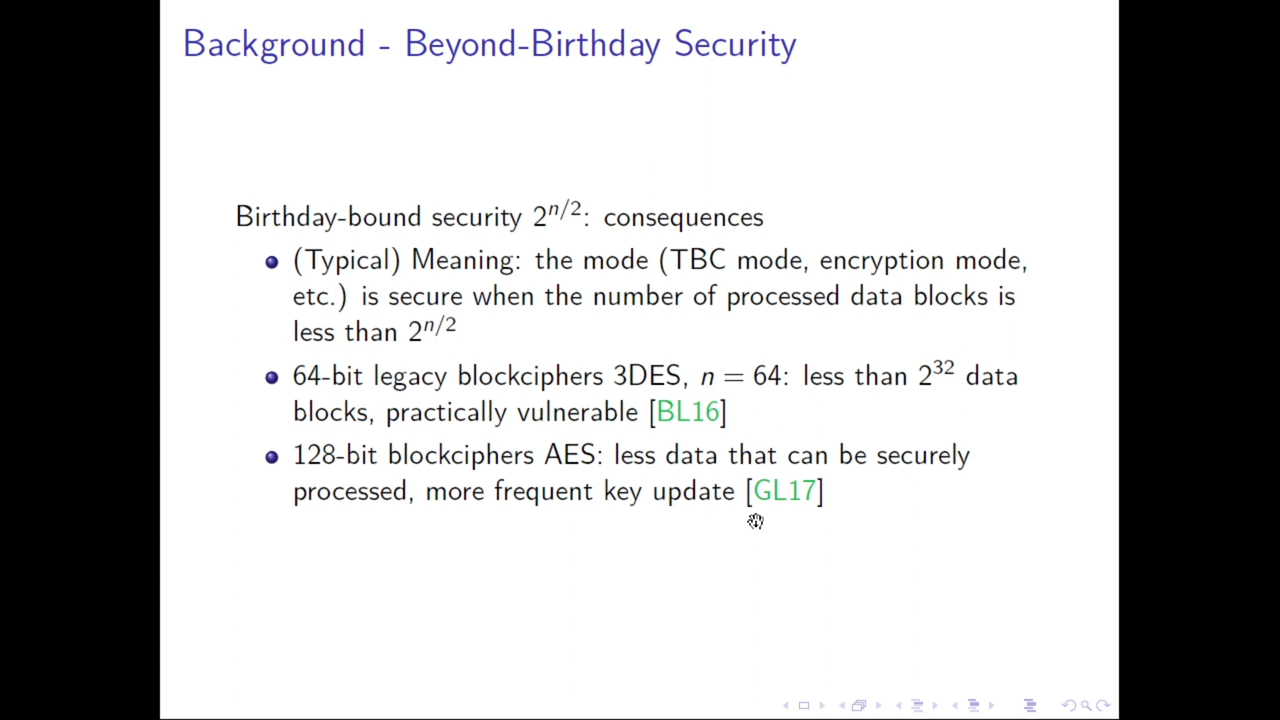 Background - Beyond-Birthday Security
Birthday-bound security 2^{n/2}: consequences
(Typical) Meaning: the mode (TBC mode, encryption mode,
etc.) is secure when the number of processed data blocks is
less than 2^{n/2}
64-bit legacy blockciphers 3DES, n = 64: less than 2^{32} data
blocks, practically vulnerable [BL16]
128-bit blockciphers AES: less data that can be securely
processed, more frequent key update [GL17]